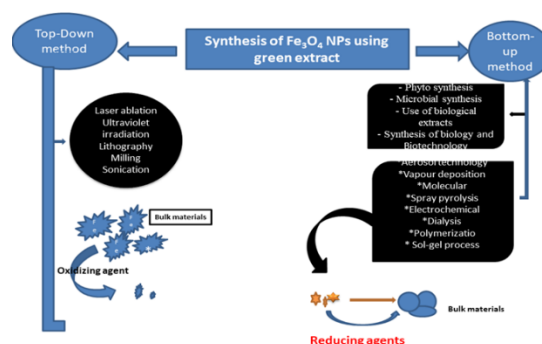 Top-Down
method
Synthesis of Fe₃O₄ NPs using
green extract
Bottom-
up
method
Laser ablation
Ultraviolet
irradiation
Lithography
Milling
Sonication
- Phyto synthesis
- Microbial synthesis
- Use of biological
extracts
- Synthesis of biology and
Biotechnology
*Aerosoltechnology
*Vapour deposition
*Molecular
*Spray pyrolysis
*Electrochemical
*Dialysis
*Polymerizatio
* Sol-gel process
Bulk materials
Oxidizing agent
Bulk materials
Reducing agents